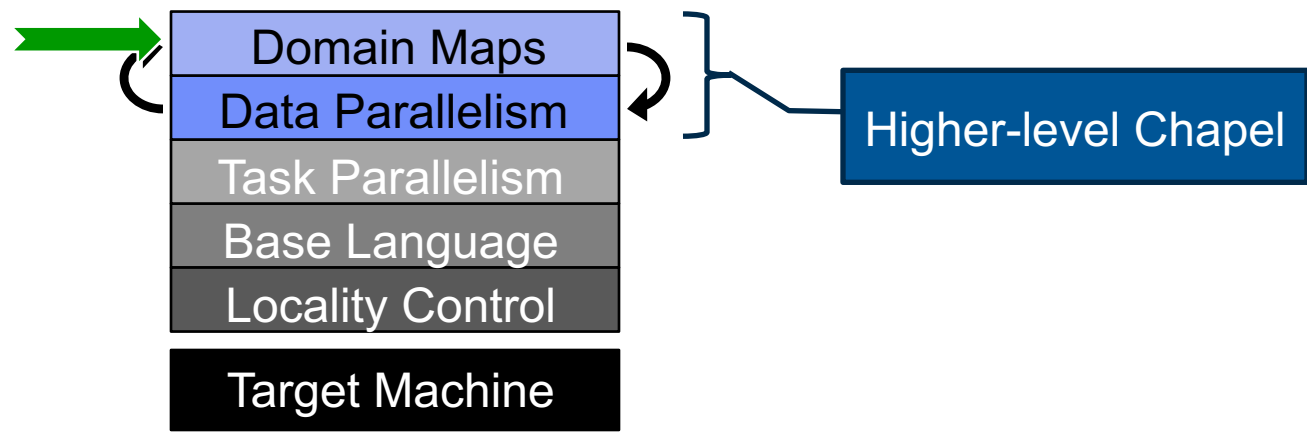 Domain Maps
Data Parallelism
Higher-level Chapel
Task Parallelism
Base Language
Locality Control
Target Machine